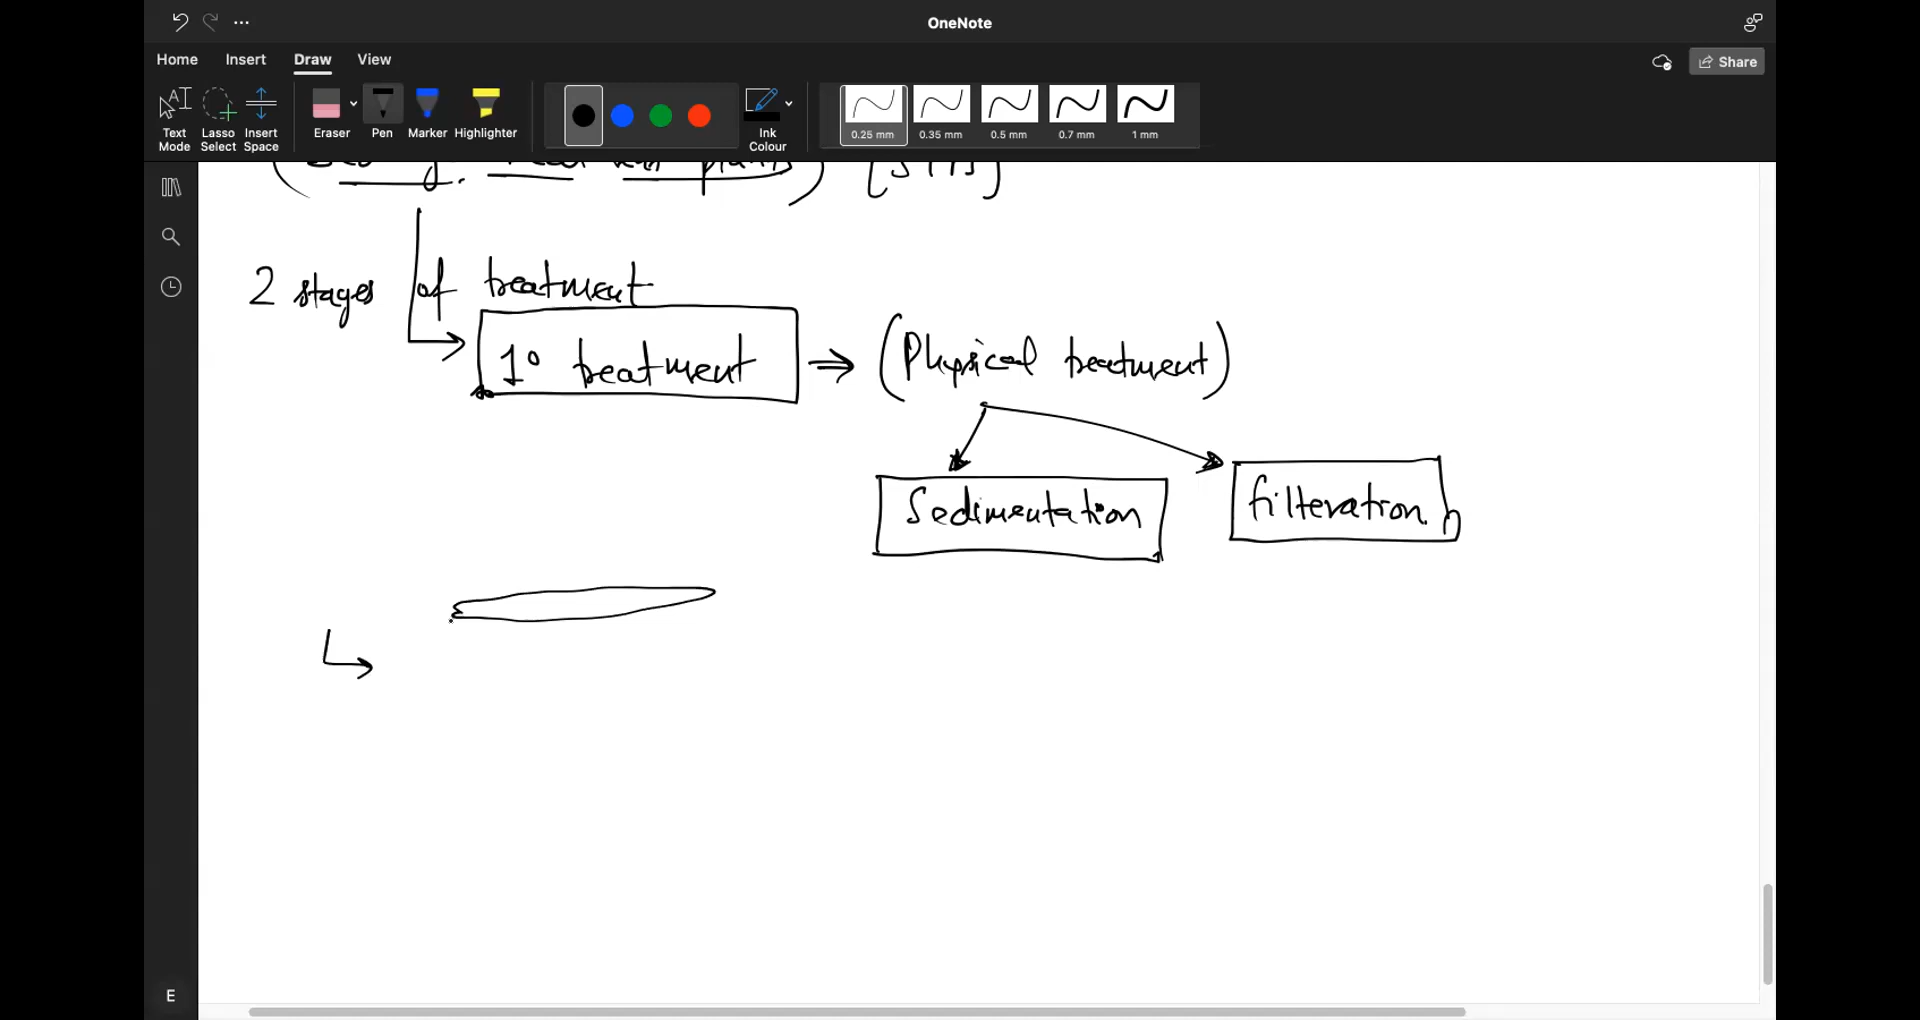 OneNote
Home Insert Draw View
Share
Text Mode Lasso Select Insert Space Eraser Pen Marker Highlighter Ink Colour 0.25 mm 0.35 mm 0.5 mm 0.7 mm 1 mm
plants) [STPs]
2 stages of treatment
1° treatment ⇒ (Physical treatment)
Sedimentation filteration
E